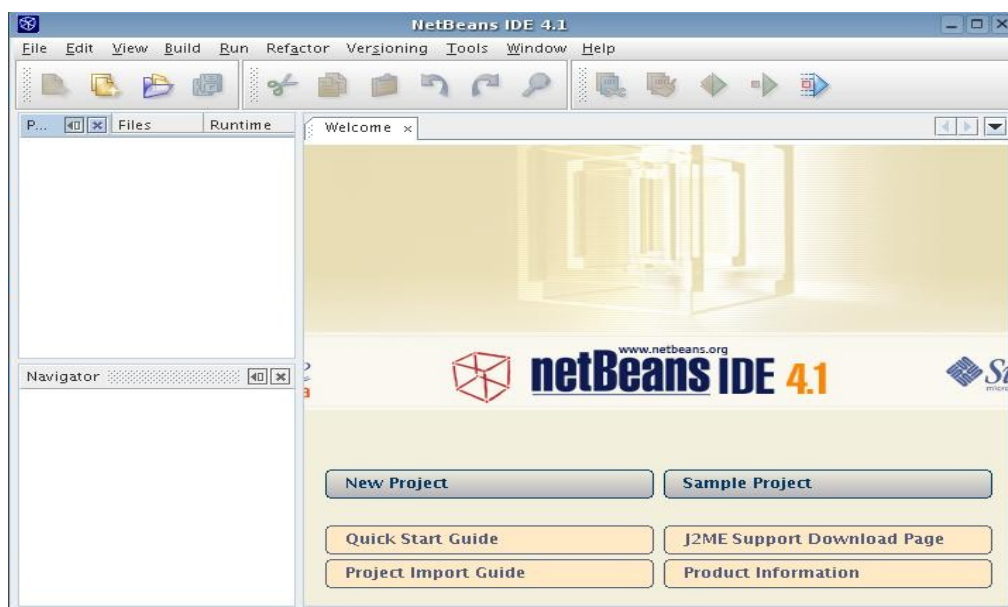 NetBeans IDE 4.1
File Edit View Build Run Refactor Versioning Tools Window Help
P... Files Runtime
Welcome
www.netbeans.org
netBeans IDE 4.1
Navigator
New Project Sample Project
Quick Start Guide J2ME Support Download Page
Project Import Guide Product Information